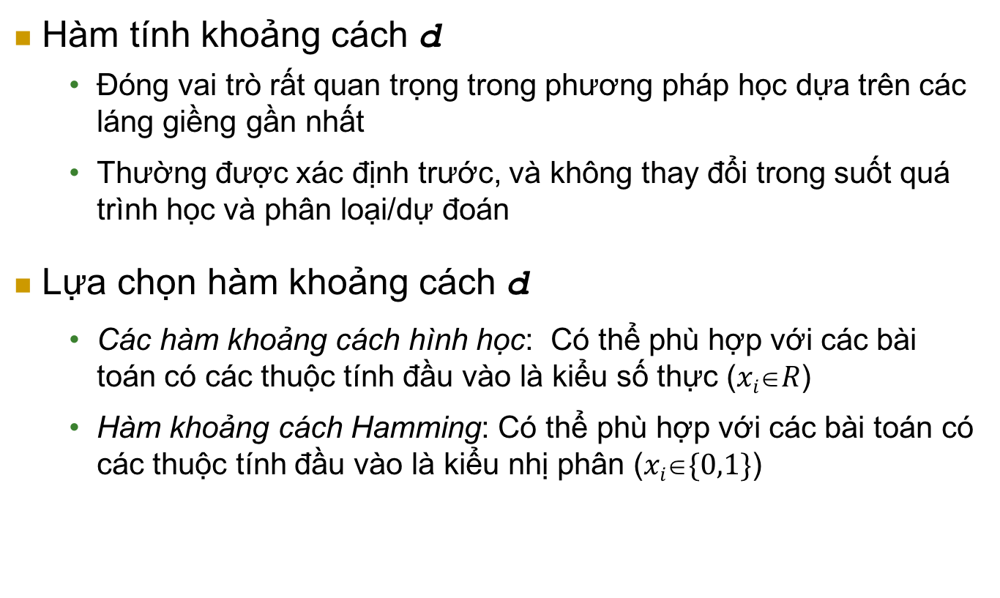 Hàm tính khoảng cách d
Đóng vai trò rất quan trọng trong phương pháp học dựa trên các
láng giềng gần nhất
Thường được xác định trước, và không thay đổi trong suốt quá
trình học và phân loại/dự đoán
Lựa chọn hàm khoảng cách d
Các hàm khoảng cách hình học: Có thể phù hợp với các bài
toán có các thuộc tính đầu vào là kiểu số thực (xᵢ∈R)
Hàm khoảng cách Hamming: Có thể phù hợp với các bài toán có
các thuộc tính đầu vào là kiểu nhị phân (xᵢ∈{0,1})